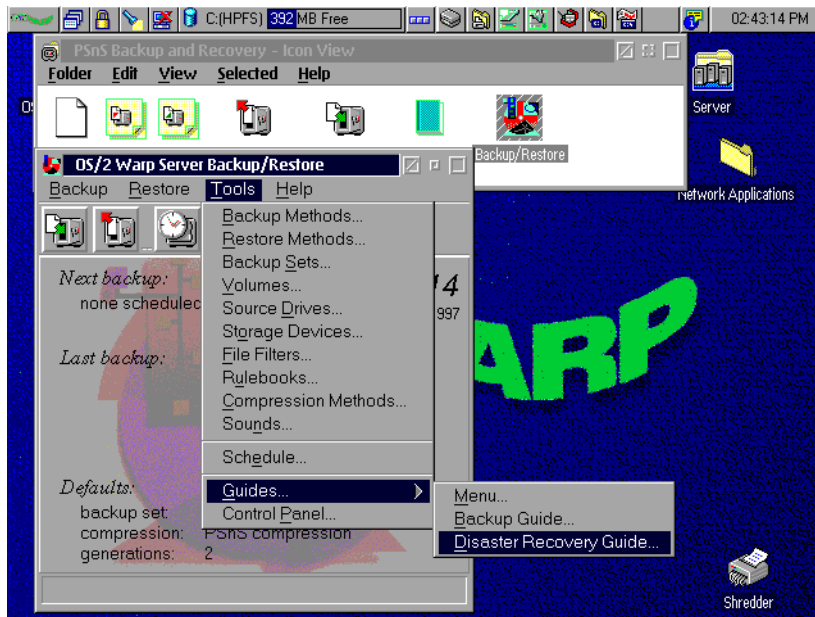 C:(HPFS) 392 MB Free
02:43:14 PM
PSnS Backup and Recovery - Icon View
Folder Edit View Selected Help
Server
Backup/Restore
Network Applications
OS/2 Warp Server Backup/Restore
Backup Restore Tools Help
Backup Methods...
Restore Methods...
Backup Sets...
Volumes...
Source Drives...
Storage Devices...
File Filters...
Rulebooks...
Compression Methods...
Sounds...
Schedule...
Guides...
Control Panel...
Menu...
Backup Guide...
Disaster Recovery Guide...
Next backup:
none
4
997
Last backup:
Defaults:
backup set:
compression: PSnS compression
generations: 2
ARP
Shredder